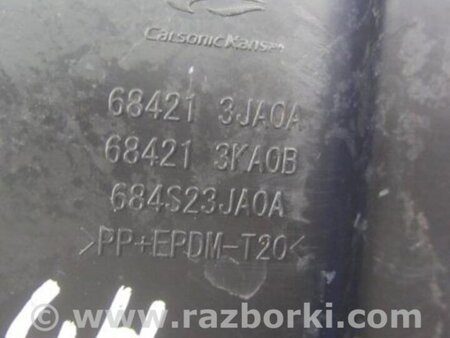 CalsonicKansei
68421 3JA0A
68421 3KA0B
684S23JA0A
>PP+EPDM-T20<
www.razborki.com